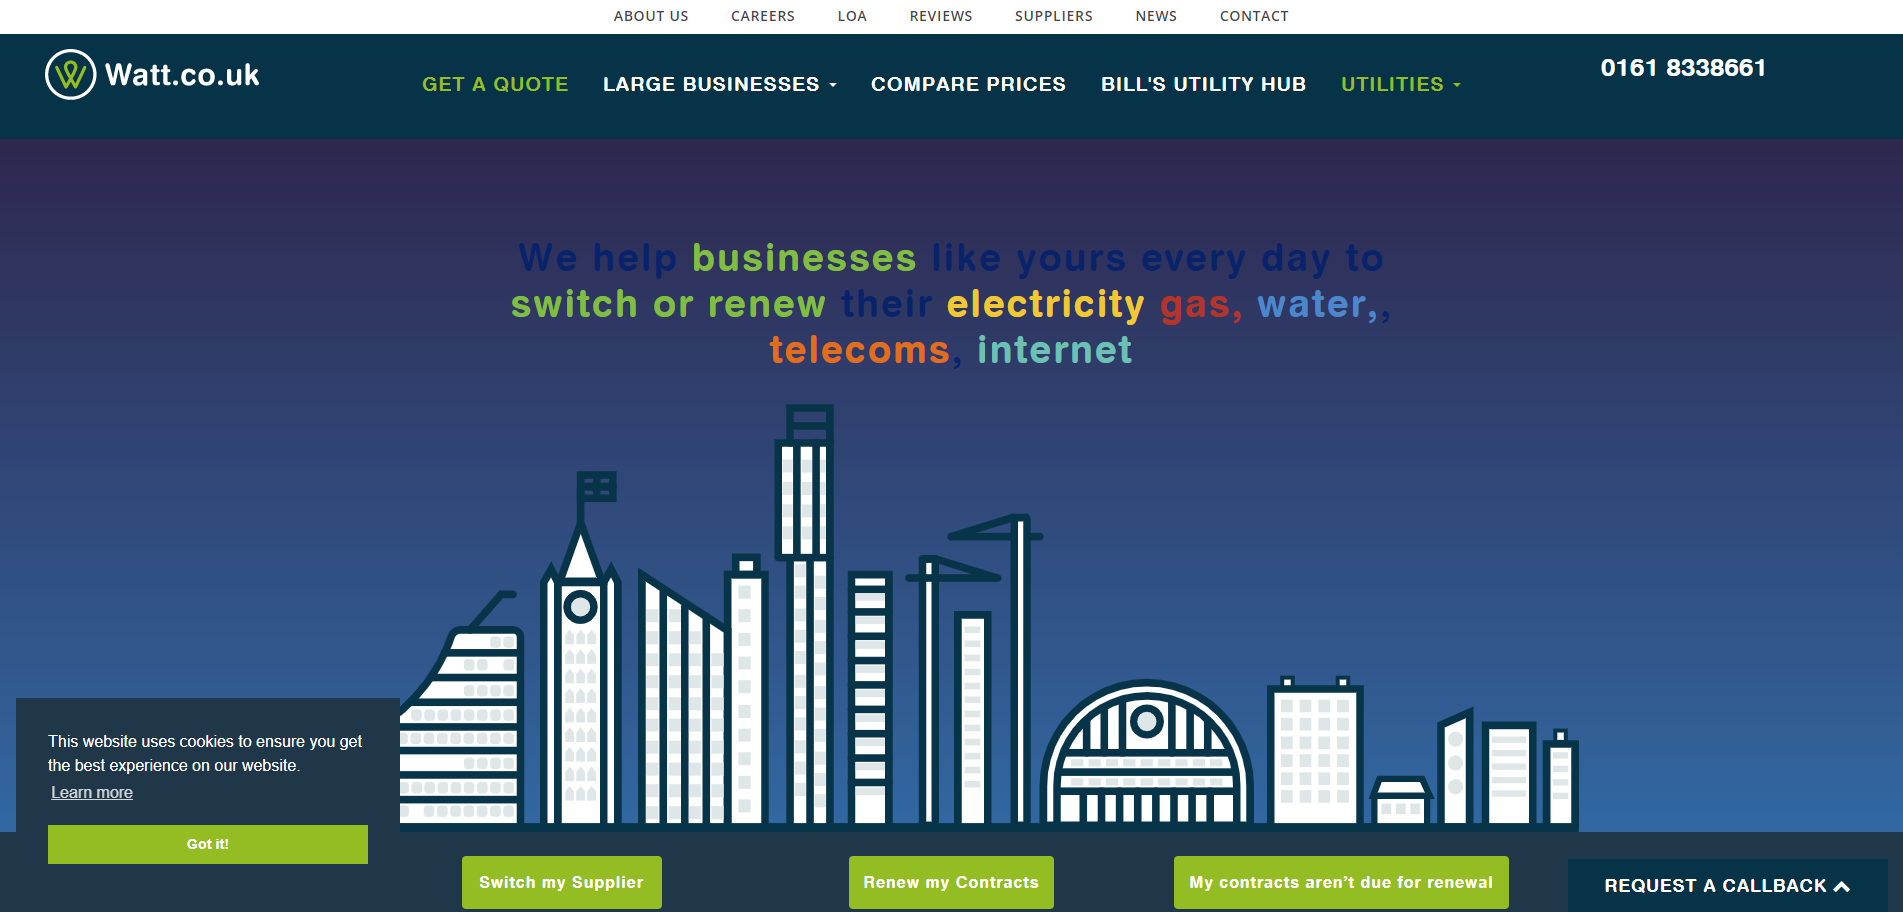 ABOUT US CAREERS LOA REVIEWS SUPPLIERS NEWS CONTACT
Watt.co.uk
GET A QUOTE LARGE BUSINESSES COMPARE PRICES BILL'S UTILITY HUB UTILITIES
0161 8338661
We help businesses like yours every day to
switch or renew their electricity gas, water,,
telecoms, internet
This website uses cookies to ensure you get
the best experience on our website.
Learn more
Got it!
Switch my Supplier
Renew my Contracts
My contracts aren’t due for renewal
REQUEST A CALLBACK